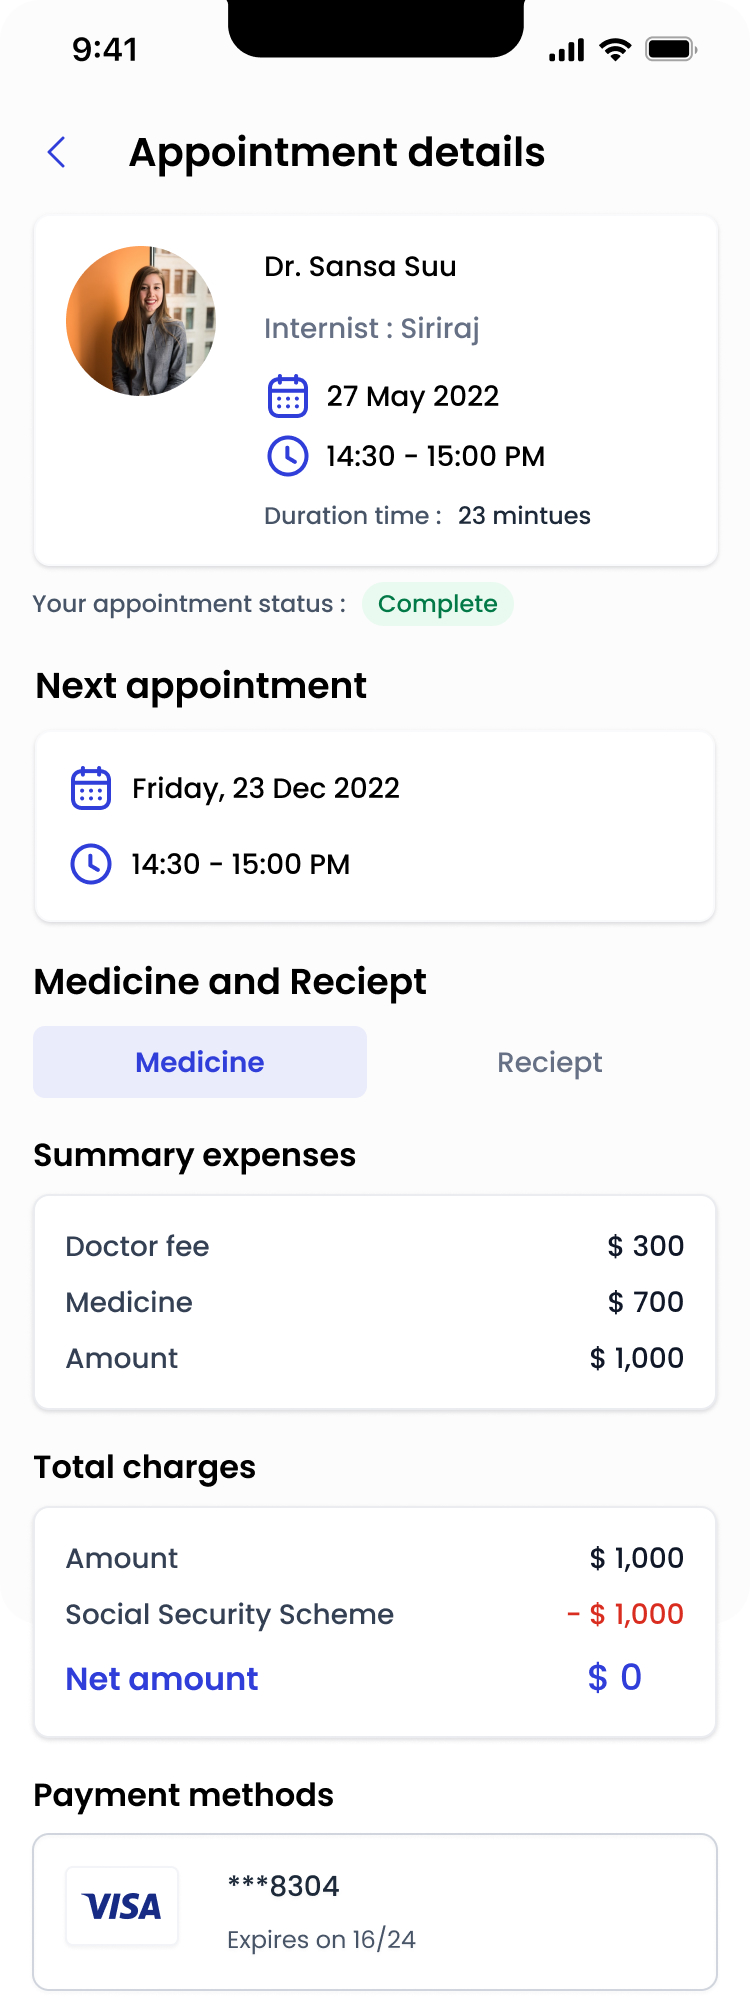 9:41
Appointment details
Dr. Sansa Suu
Internist : Siriraj
27 May 2022
14:30 - 15:00 PM
Duration time : 23 mintues
Your appointment status : Complete
Next appointment
Friday, 23 Dec 2022
14:30 - 15:00 PM
Medicine and Reciept
Medicine Reciept
Summary expenses
Doctor fee $ 300
Medicine $ 700
Amount $ 1,000
Total charges
Amount $ 1,000
Social Security Scheme - $ 1,000
Net amount $ 0
Payment methods
VISA ***8304
Expires on 16/24